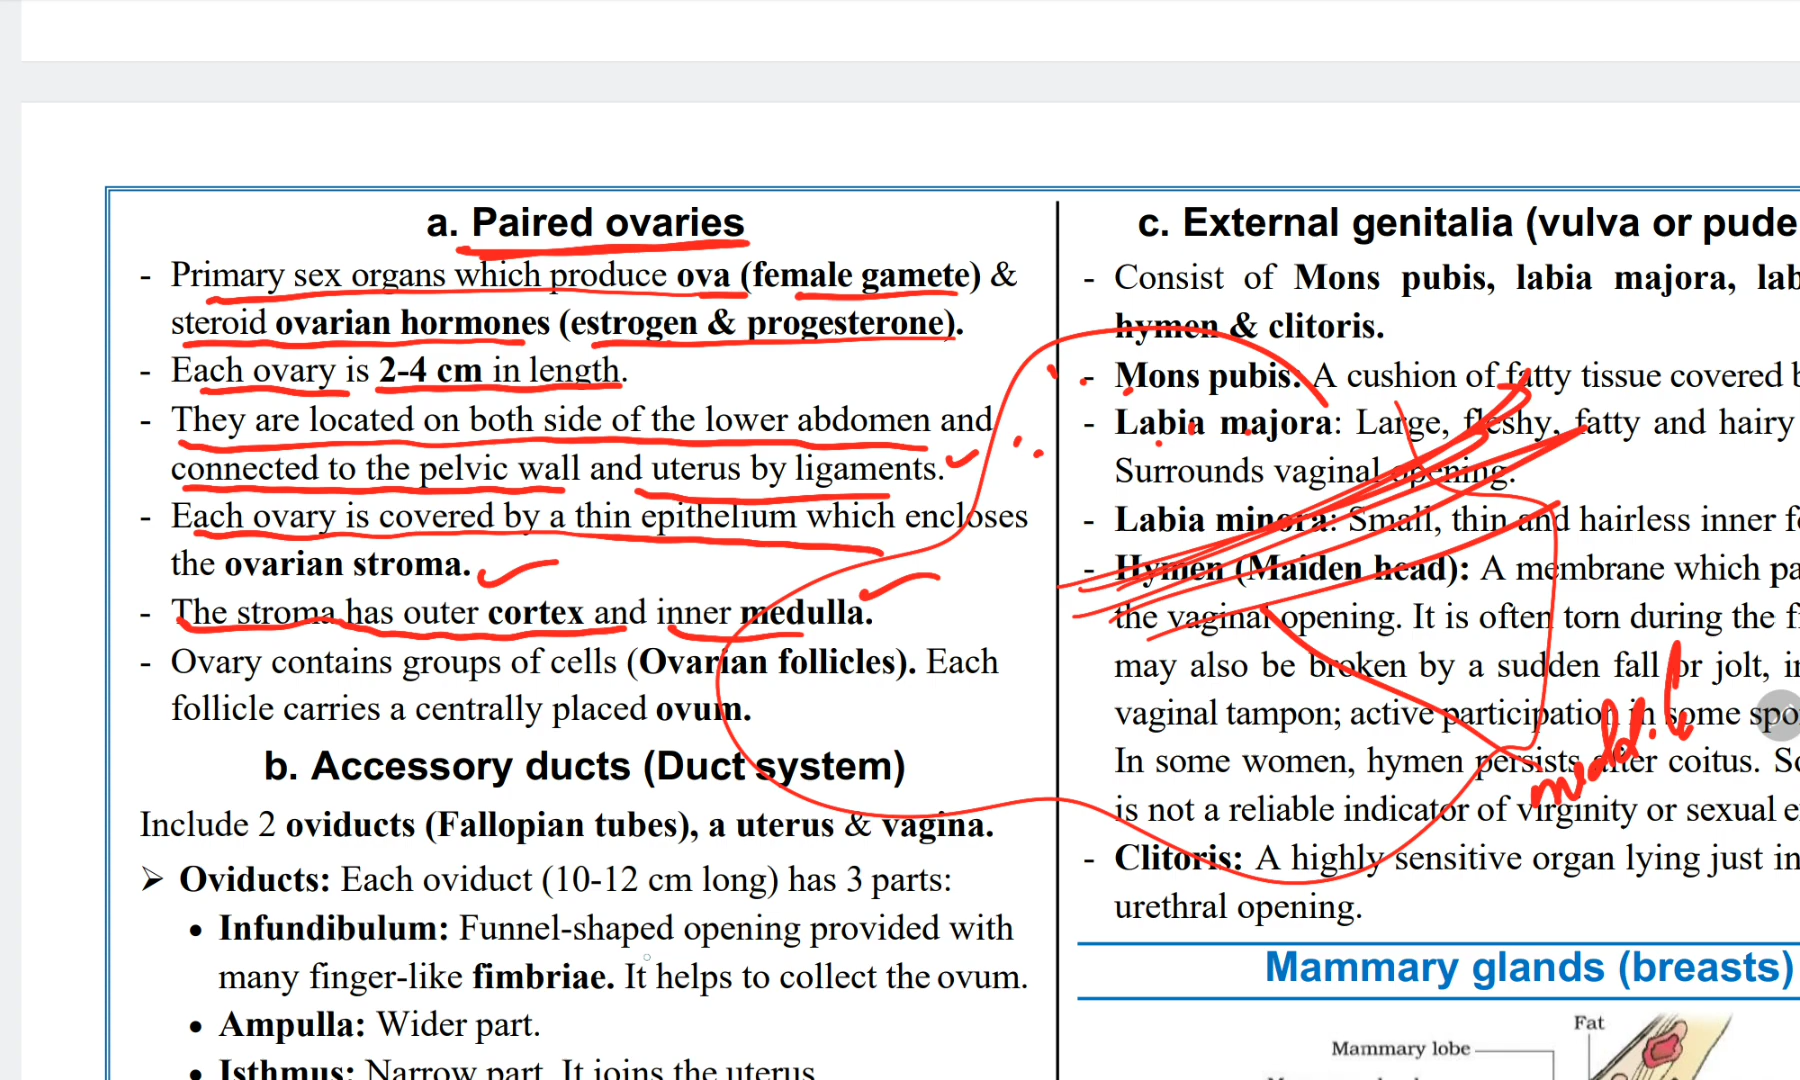 a. Paired ovaries
- Primary sex organs which produce ova (female gamete) &
steroid ovarian hormones (estrogen & progesterone).
- Each ovary is 2-4 cm in length.
- They are located on both side of the lower abdomen and
connected to the pelvic wall and uterus by ligaments.
- Each ovary is covered by a thin epithelium which encloses
the ovarian stroma.
- The stroma has outer cortex and inner medulla.
- Ovary contains groups of cells (Ovarian follicles). Each
follicle carries a centrally placed ovum.
b. Accessory ducts (Duct system)
Include 2 oviducts (Fallopian tubes), a uterus & vagina.
➢ Oviducts: Each oviduct (10-12 cm long) has 3 parts:
• Infundibulum: Funnel-shaped opening provided with
many finger-like fimbriae. It helps to collect the ovum.
• Ampulla: Wider part.
• Isthmus: Narrow part. It joins the uterus
c. External genitalia (vulva or pude
- Consist of Mons pubis, labia majora, lab
hymen & clitoris.
- Mons pubis: A cushion of fatty tissue covered b
- Labia majora: Large, fleshy, fatty and hairy
Surrounds vaginal opening.
- Labia minora: Small, thin and hairless inner fo
- Hymen (Maiden head): A membrane which pa
the vaginal opening. It is often torn during the fi
may also be broken by a sudden fall or jolt, in
vaginal tampon; active participation in some spo
In some women, hymen persists after coitus. So
is not a reliable indicator of virginity or sexual e
- Clitoris: A highly sensitive organ lying just in
urethral opening.
Mammary glands (breasts)
Fat
Mammary lobe